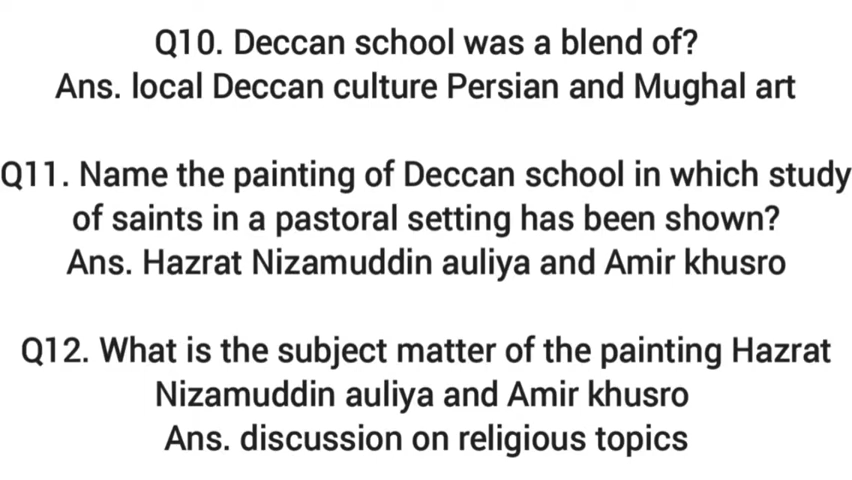 Q10. Deccan school was a blend of?
Ans. local Deccan culture Persian and Mughal art
Q11. Name the painting of Deccan school in which study
of saints in a pastoral setting has been shown?
Ans. Hazrat Nizamuddin auliya and Amir khusro
Q12. What is the subject matter of the painting Hazrat
Nizamuddin auliya and Amir khusro
Ans. discussion on religious topics